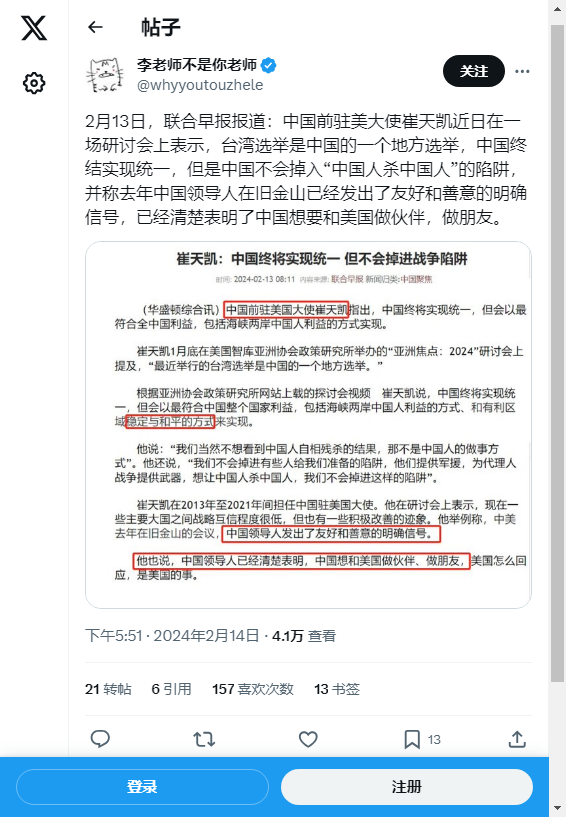 帖子
李老师不是你老师
@whyyoutouzhele
关注
2月13日，联合早报报道：中国前驻美大使崔天凯近日在一
场研讨会上表示，台湾选举是中国的一个地方选举，中国终
结实现统一，但是中国不会掉入“中国人杀中国人”的陷阱，
并称去年中国领导人在旧金山已经发出了友好和善意的明确
信号，已经清楚表明了中国想要和美国做伙伴，做朋友。
崔天凯：中国终将实现统一 但不会掉进战争陷阱
时间: 2024-02-13 08:11 内容来源: 联合早报 新闻归类: 中国聚焦
（华盛顿综合讯）中国前驻美国大使崔天凯指出，中国终将实现统一，但会以最
符合全中国利益，包括海峡两岸中国人利益的方式实现。
崔天凯1月底在美国智库亚洲协会政策研究所举办的“亚洲焦点：2024”研讨会上
提及，“最近举行的台湾选举是中国的一个地方选举。”
根据亚洲协会政策研究所网站上载的探讨会视频 崔天凯说，中国终将实现统
一，但会以最符合中国整个国家利益，包括海峡两岸中国人利益的方式、和有利区
域稳定与和平的方式来实现。
他说：“我们当然不想看到中国人自相残杀的结果，那不是中国人的做事方
式”。他还说，“我们不会掉进有些人给我们准备的陷阱，他们提供军援，为代理人
战争提供武器，想让中国人杀中国人，我们不会掉进这样的陷阱”。
崔天凯在2013年至2021年间担任中国驻美国大使。他在研讨会上表示，现在一
些主要大国之间战略互信程度很低，但也有一些积极改善的迹象。他举例称，中美
去年在旧金山的会议，中国领导人发出了友好和善意的明确信号。
他也说，中国领导人已经清楚表明，中国想和美国做伙伴、做朋友，美国怎么回
应，是美国的事。
下午5:51 · 2024年2月14日 · 4.1万 查看
21 转帖 6 引用 157 喜欢次数 13 书签
13
登录
注册